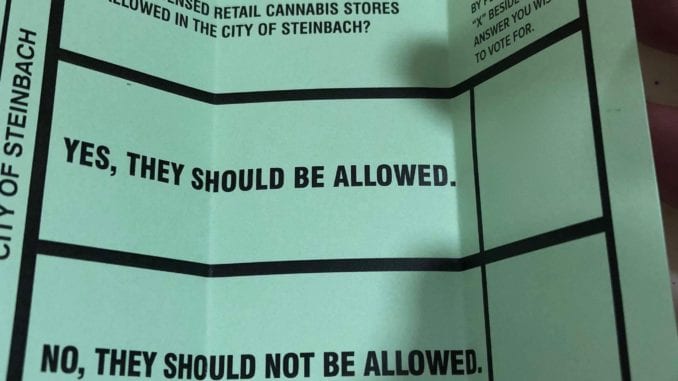 RETAIL CANNABIS STORES
IN THE CITY OF STEINBACH?
"X"
ANSWER YOU
TO VOTE FOR.
YES, THEY SHOULD BE ALLOWED.
NO, THEY SHOULD NOT BE ALLOWED.
CITY OF STEINBACH